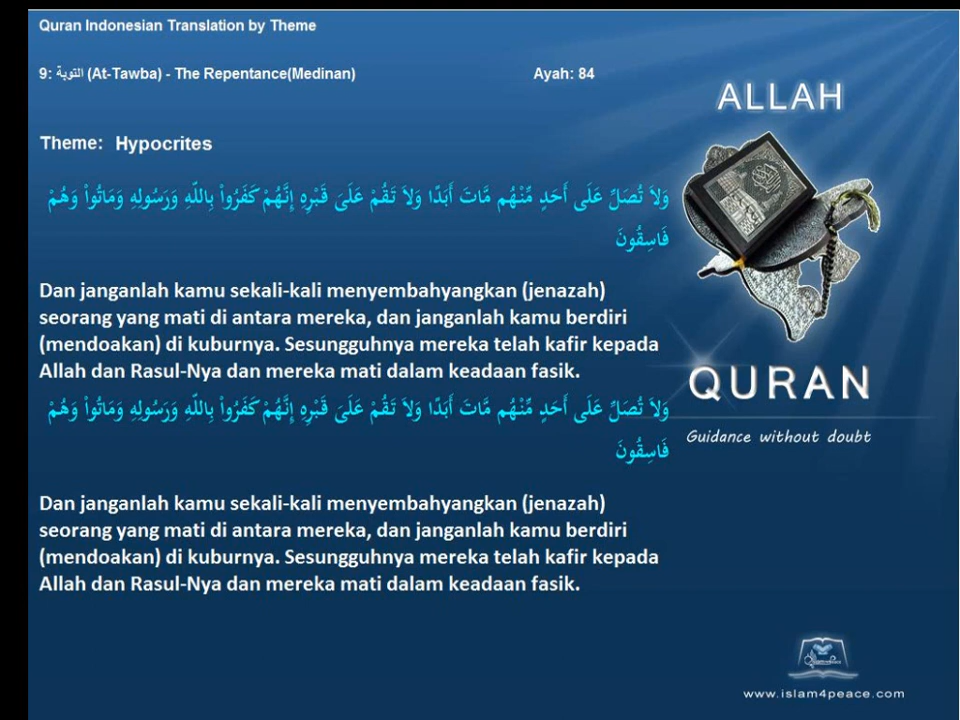 Quran Indonesian Translation by Theme
9: التوبة (At-Tawba) - The Repentance(Medinan)
Ayah: 84
Theme: Hypocrites
وَلاَ تُصَلِّ عَلَى أَحَدٍ مِّنْهُم مَّاتَ أَبَدًا وَلاَ تَقُمْ عَلَىَ قَبْرِهِ إِنَّهُمْ كَفَرُواْ بِاللّهِ وَرَسُولِهِ وَمَاتُواْ وَهُمْ
فَاسِقُونَ
Dan janganlah kamu sekali-kali menyembahyangkan (jenazah)
seorang yang mati di antara mereka, dan janganlah kamu berdiri
(mendoakan) di kuburnya. Sesungguhnya mereka telah kafir kepada
Allah dan Rasul-Nya dan mereka mati dalam keadaan fasik.
وَلاَ تُصَلِّ عَلَى أَحَدٍ مِّنْهُم مَّاتَ أَبَدًا وَلاَ تَقُمْ عَلَىَ قَبْرِهِ إِنَّهُمْ كَفَرُواْ بِاللّهِ وَرَسُولِهِ وَمَاتُواْ وَهُمْ
فَاسِقُونَ
Dan janganlah kamu sekali-kali menyembahyangkan (jenazah)
seorang yang mati di antara mereka, dan janganlah kamu berdiri
(mendoakan) di kuburnya. Sesungguhnya mereka telah kafir kepada
Allah dan Rasul-Nya dan mereka mati dalam keadaan fasik.
ALLAH
QURAN
Guidance without doubt
www.islam4peace.com